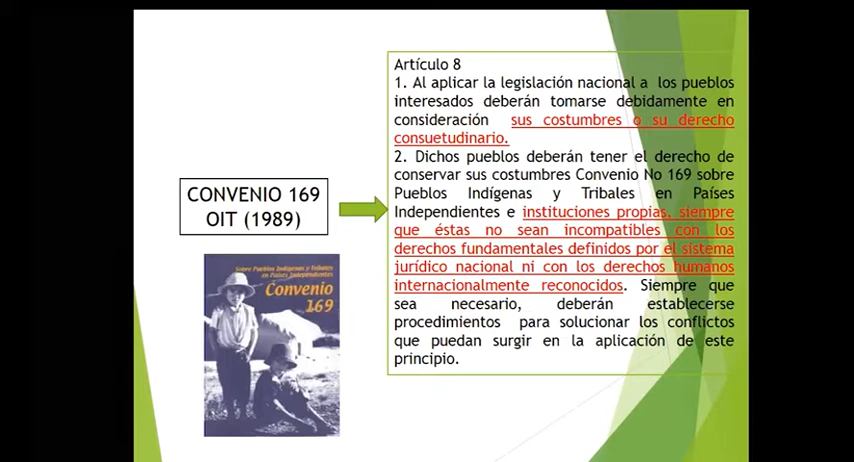 Artículo 8
1. Al aplicar la legislación nacional a los pueblos
interesados deberán tomarse debidamente en
consideración sus costumbres o su derecho
consuetudinario.
2. Dichos pueblos deberán tener el derecho de
conservar sus costumbres Convenio No 169 sobre
Pueblos Indígenas y Tribales en Países
Independientes e instituciones propias, siempre
que éstas no sean incompatibles con los
derechos fundamentales definidos por el sistema
jurídico nacional ni con los derechos humanos
internacionalmente reconocidos. Siempre que
sea necesario, deberán establecerse
procedimientos para solucionar los conflictos
que puedan surgir en la aplicación de este
principio.
CONVENIO 169
OIT (1989)
Sobre Pueblos Indígenas y Tribales
en Países Independientes
Convenio
169